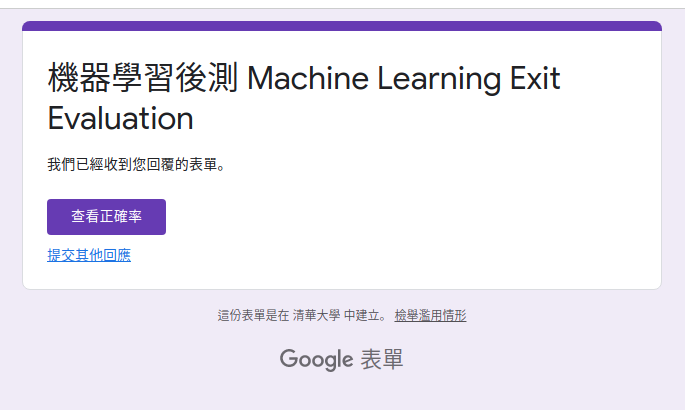 機器學習後測 Machine Learning Exit
Evaluation
我們已經收到您回覆的表單。
查看正確率
提交其他回應
這份表單是在 清華大學 中建立。 檢舉濫用情形
Google 表單